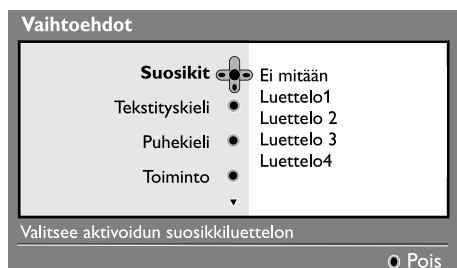 Vaihtoehdot
Suosikit
Tekstityskieli
Puhekieli
Toiminto
Ei mitään
Luettelo1
Luettelo 2
Luettelo 3
Luettelo4
Valitsee aktivoidun suosikkiluettelon
Pois